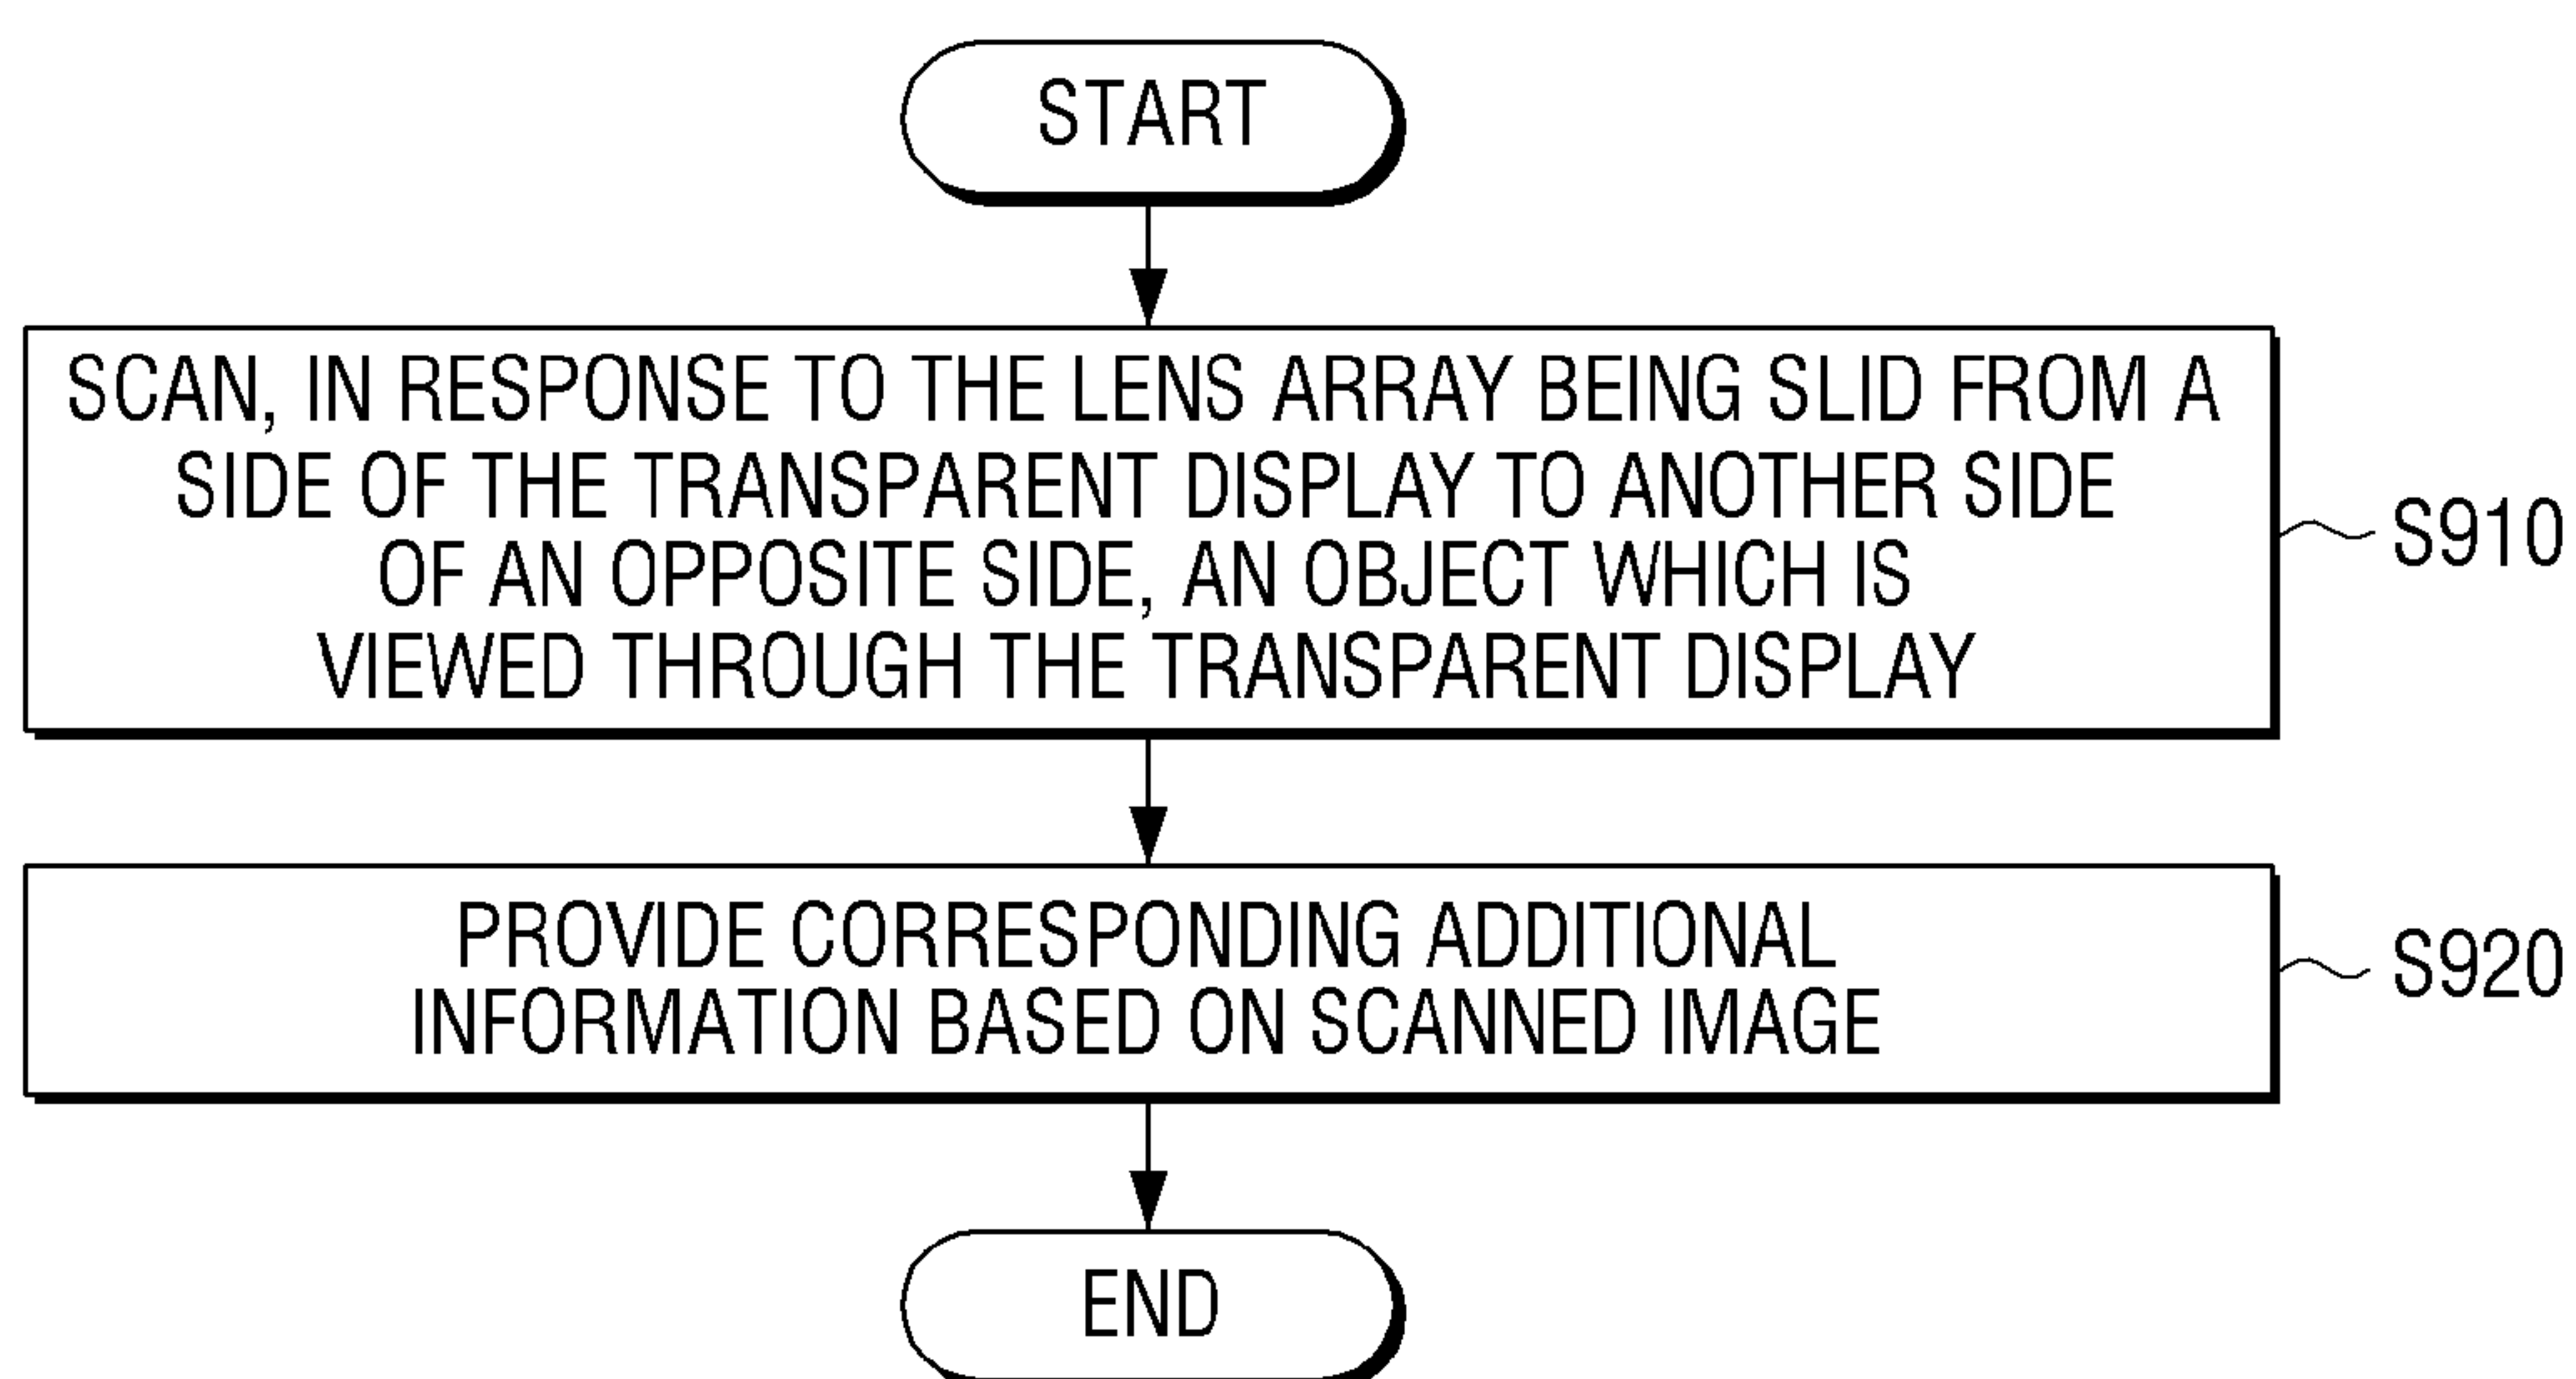 START
SCAN, IN RESPONSE TO THE LENS ARRAY BEING SLID FROM A
SIDE OF THE TRANSPARENT DISPLAY TO ANOTHER SIDE
OF AN OPPOSITE SIDE, AN OBJECT WHICH IS
VIEWED THROUGH THE TRANSPARENT DISPLAY
S910
PROVIDE CORRESPONDING ADDITIONAL
INFORMATION BASED ON SCANNED IMAGE
S920
END